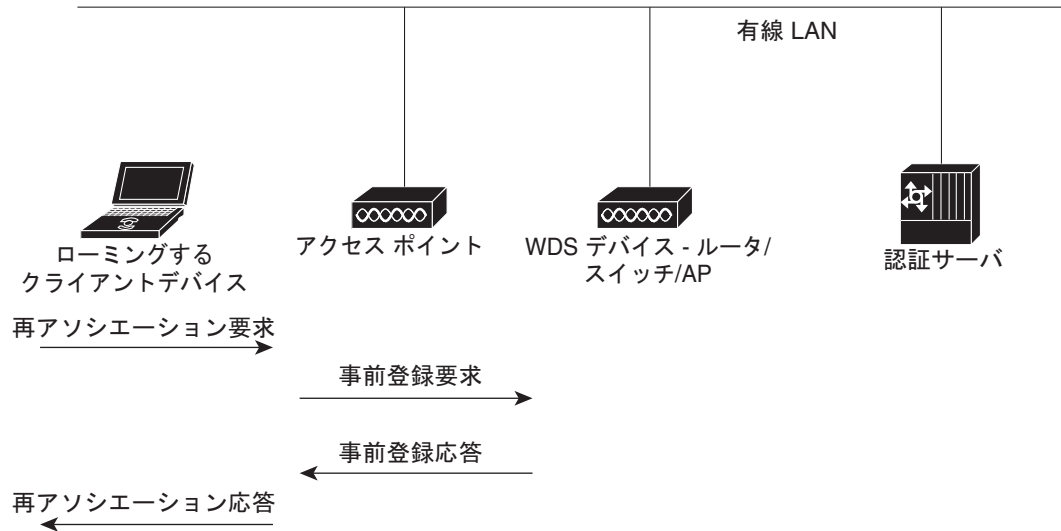 有線 LAN
ローミングする
クライアントデバイス
アクセス ポイント
WDS デバイス - ルータ/
スイッチ/AP
認証サーバ
再アソシエーション要求
事前登録要求
事前登録応答
再アソシエーション応答